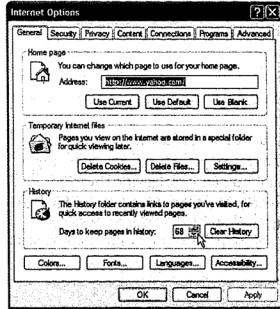 Internet Options
General Security Privacy Content Connections Programs Advanced
Home page
You can change which page to use for your home page.
Address: http://www.yahoo.com/
Use Current Use Default Use Blank
Temporary Internet files
Pages you view on the Internet are stored in a special folder
for quick viewing later.
Delete Cookies... Delete Files... Settings...
History
The History folder contains links to pages you've visited, for
quick access to recently viewed pages.
Days to keep pages in history: 68 Clear History
Colors... Fonts... Languages... Accessibility...
OK Cancel Apply